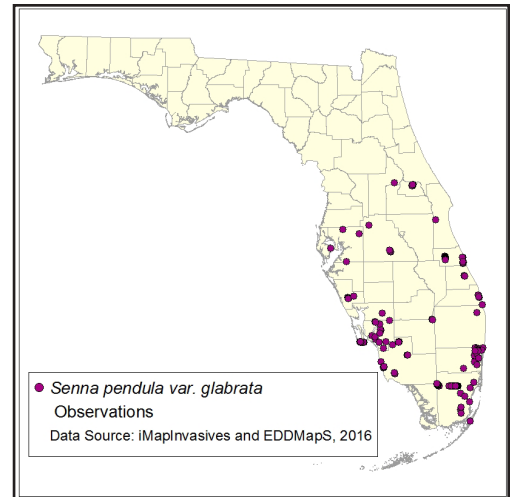 Senna pendula var. glabrata
Observations
Data Source: iMapInvasives and EDDMapS, 2016